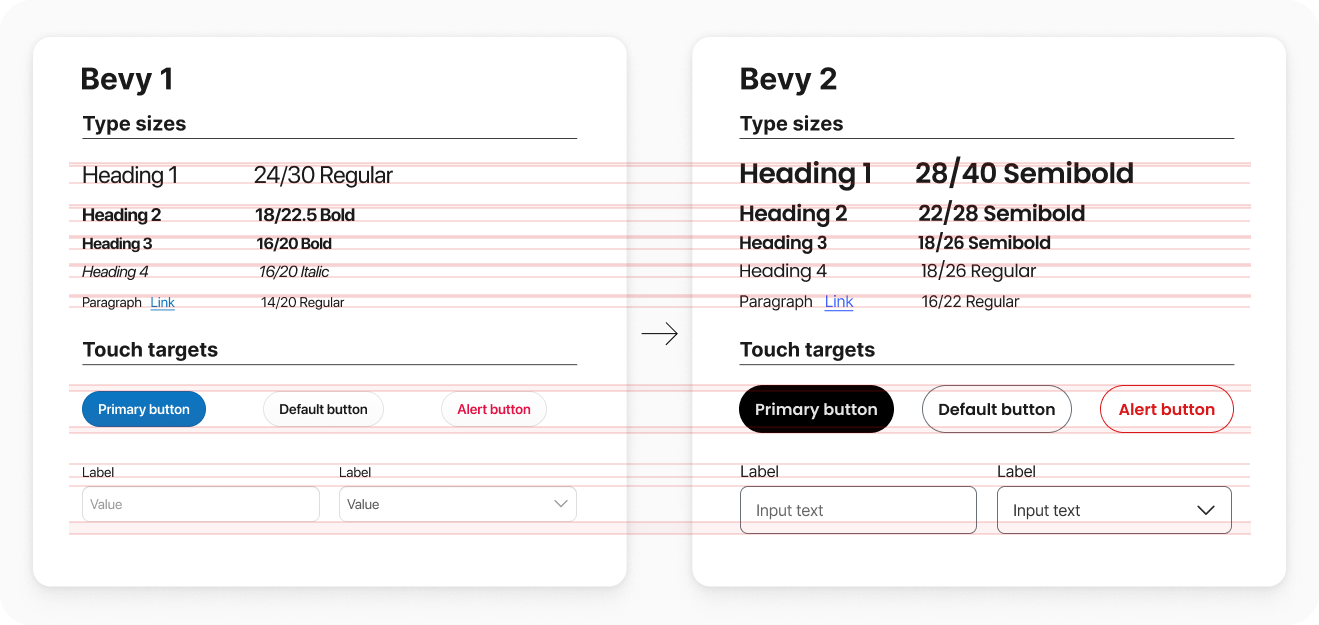 Bevy 1
Type sizes
Heading 1 24/30 Regular
Heading 2 18/22.5 Bold
Heading 3 16/20 Bold
Heading 4 16/20 Italic
Paragraph Link 14/20 Regular
Touch targets
Primary button Default button Alert button
Label Label
Value Value
Bevy 2
Type sizes
Heading 1 28/40 Semibold
Heading 2 22/28 Semibold
Heading 3 18/26 Semibold
Heading 4 18/26 Regular
Paragraph Link 16/22 Regular
Touch targets
Primary button Default button Alert button
Label Label
Input text Input text